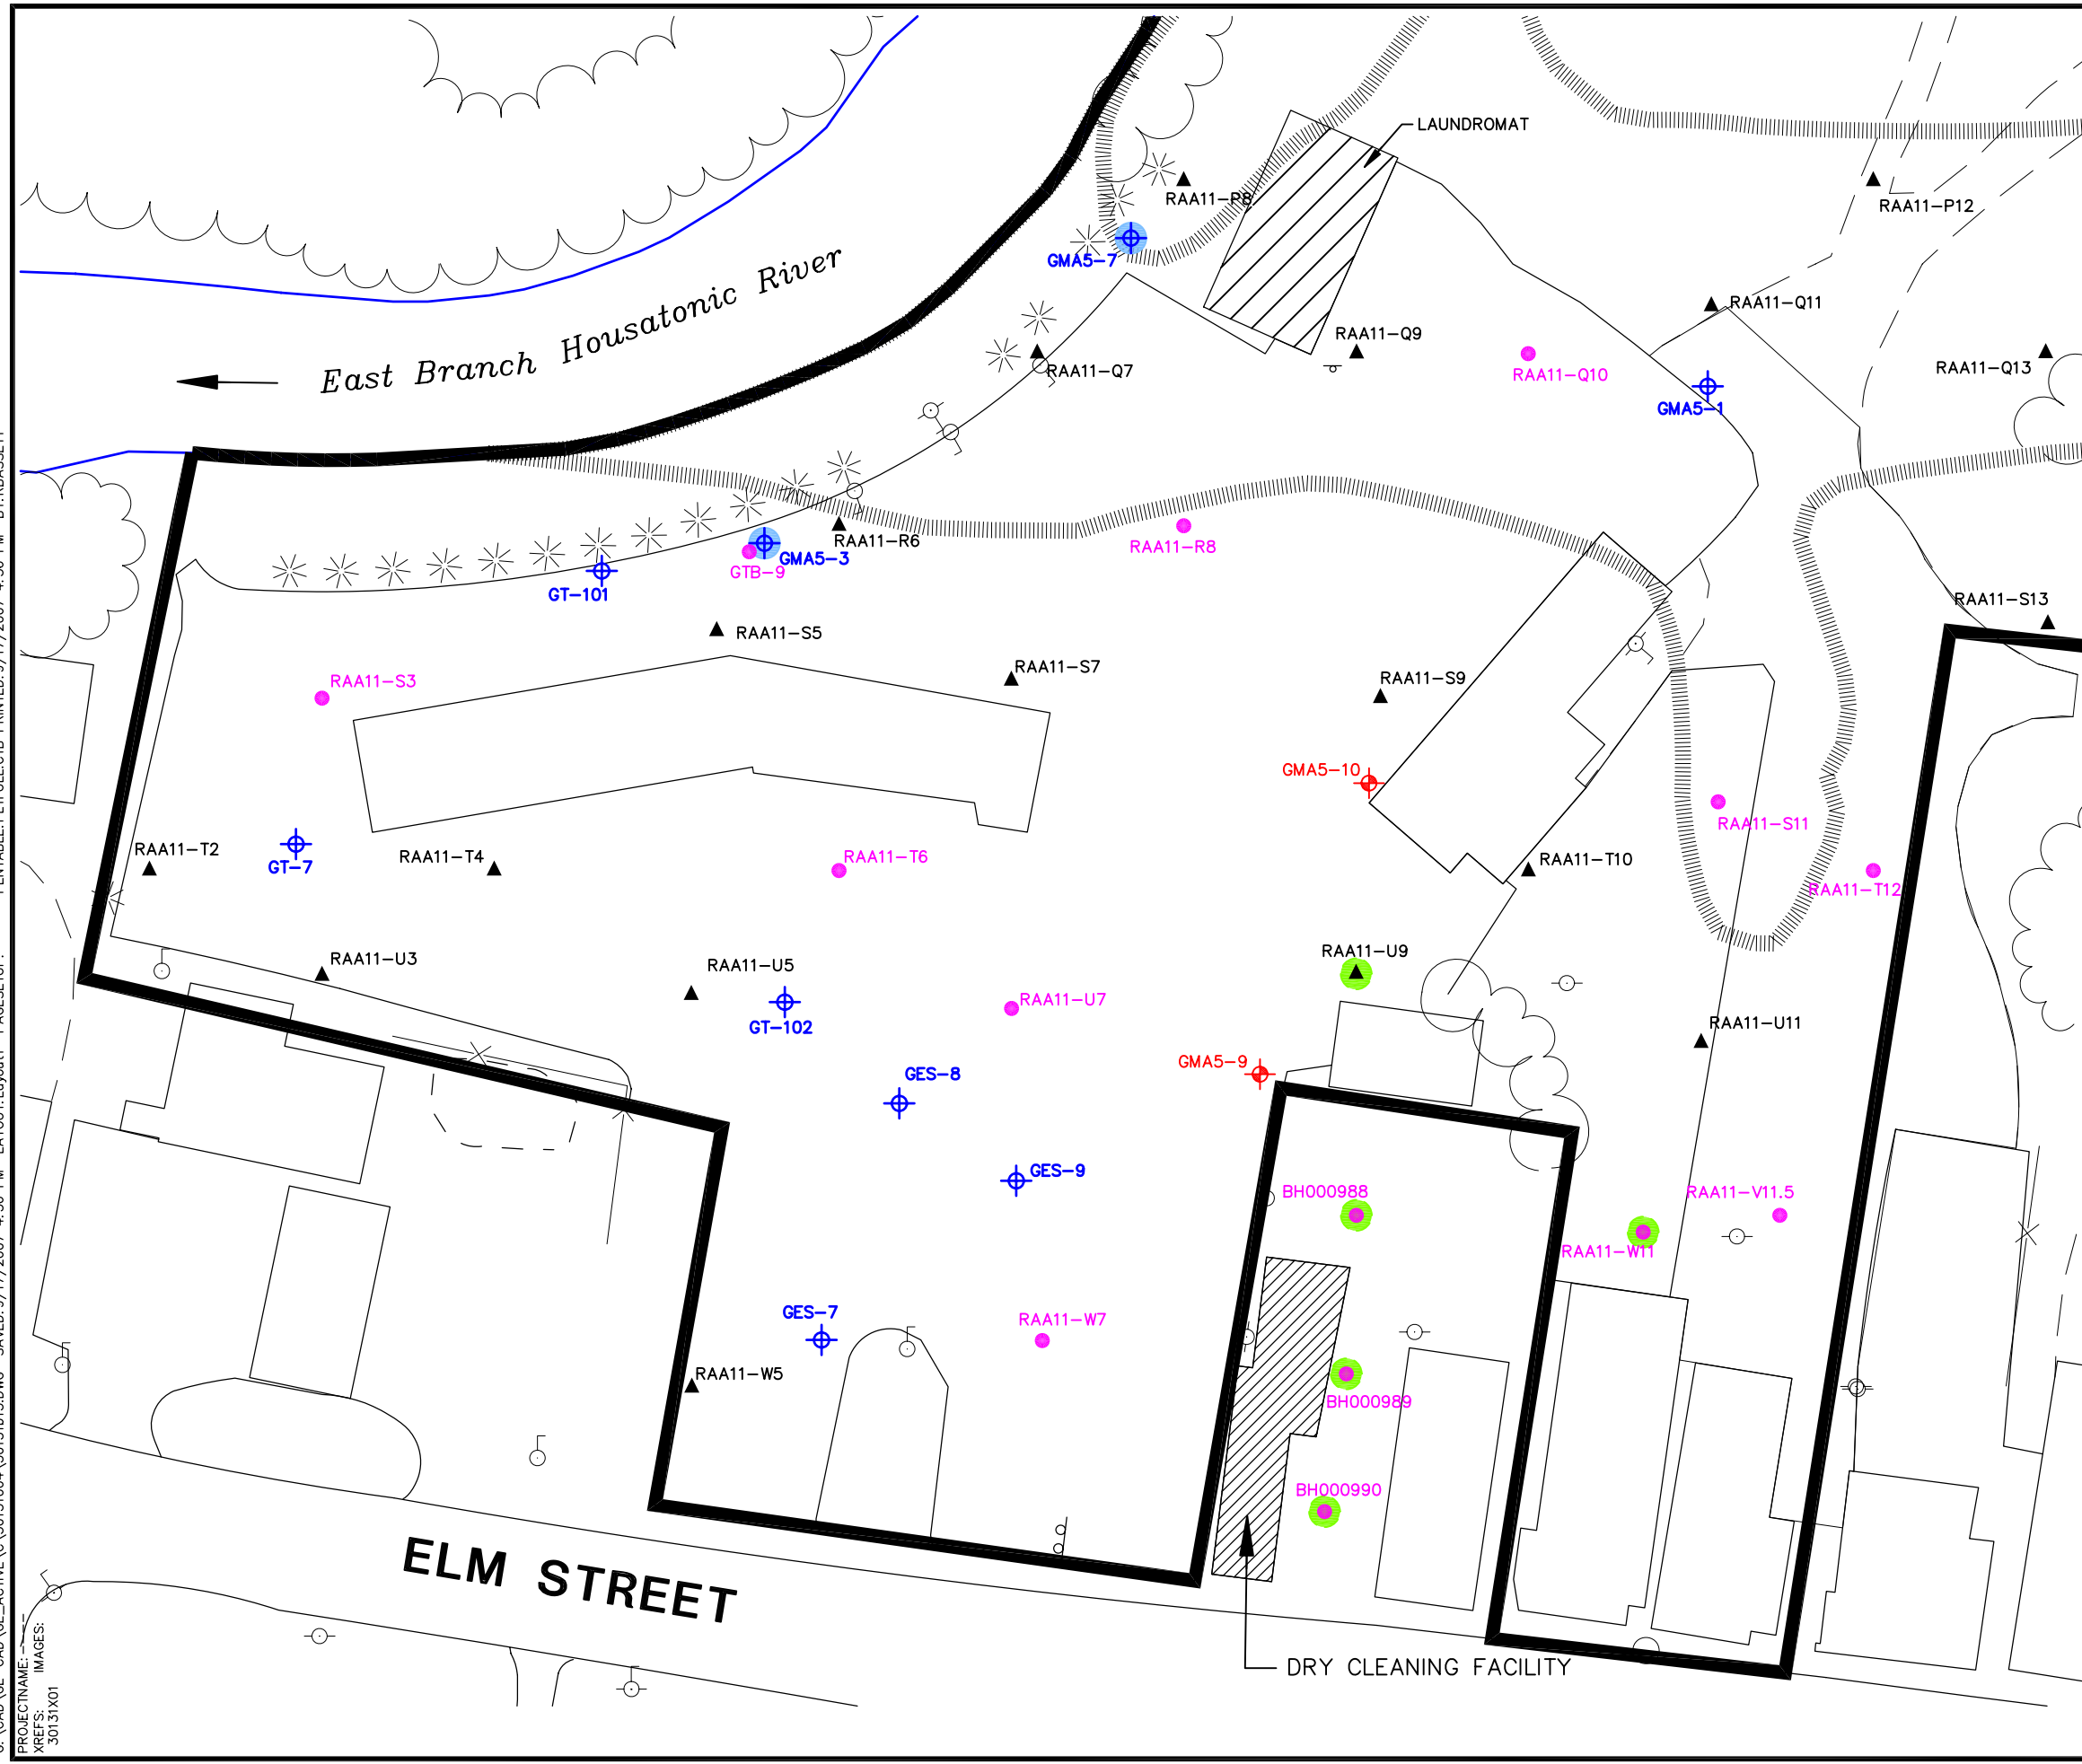 LAUNDROMAT
RAA11-P8
RAA11-P12
GMA5-7
East Branch Housatonic River
RAA11-Q11
RAA11-Q9
RAA11-Q7
RAA11-Q10
RAA11-Q13
GMA5-1
RAA11-R6
RAA11-R8
GMA5-3
GTB-9
GT-101
RAA11-S13
RAA11-S5
RAA11-S7
RAA11-S3
RAA11-S9
GMA5-10
RAA11-S11
RAA11-T2
RAA11-T4
RAA11-T6
RAA11-T10
GT-7
RAA11-T12
RAA11-U3
RAA11-U5
RAA11-U9
RAA11-U7
GT-102
RAA11-U11
GMA5-9
GES-8
GES-9
BH000988
RAA11-V11.5
RAA11-W11
GES-7
RAA11-W7
RAA11-W5
BH000989
BH000990
ELM STREET
DRY CLEANING FACILITY
PROJECTNAME: ----
XREFS: IMAGES:
30131X01